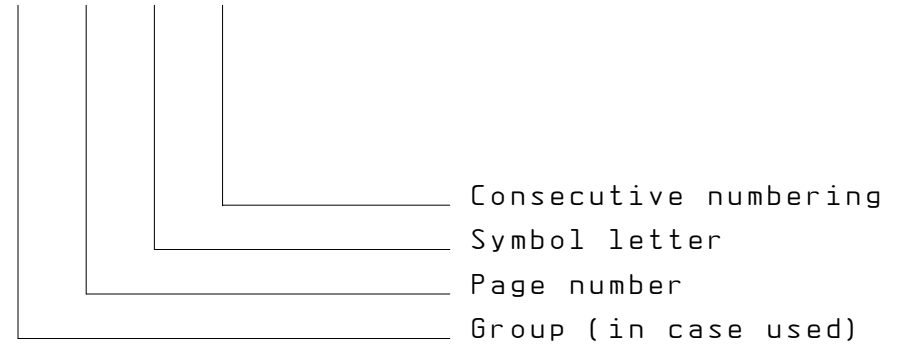 Consecutive numbering
Symbol letter
Page number
Group (in case used)